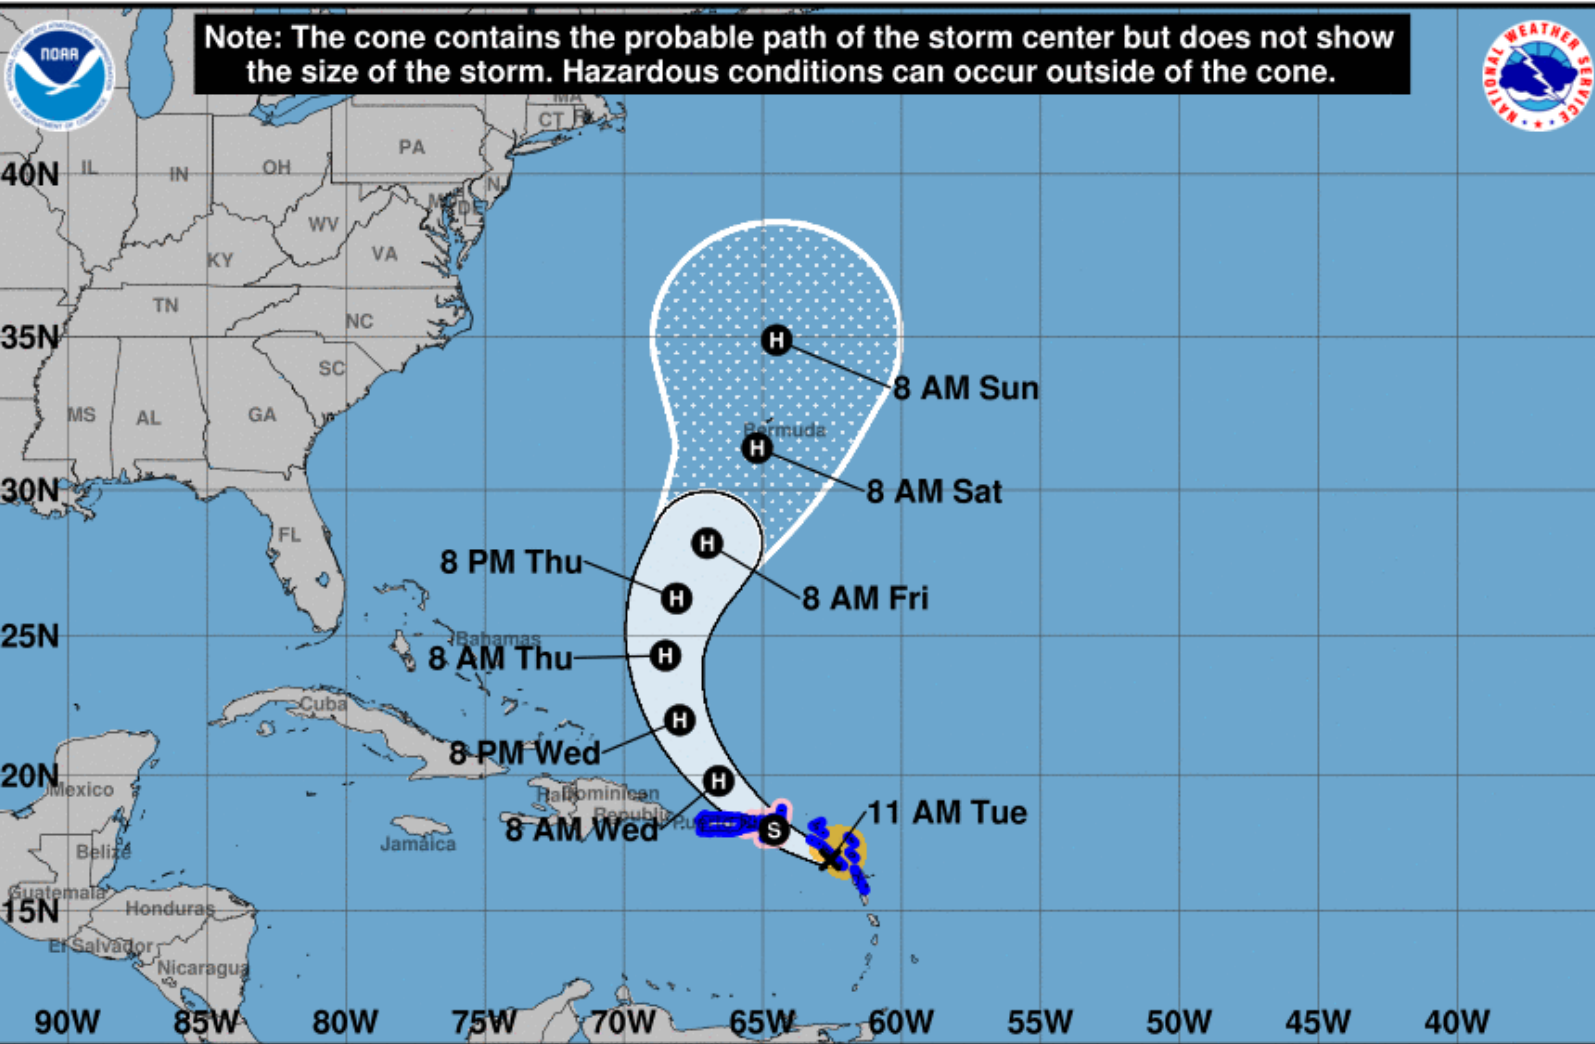 Note: The cone contains the probable path of the storm center but does not show
the size of the storm. Hazardous conditions can occur outside of the cone.
NOAA
NATIONAL WEATHER SERVICE
MA
CT
PA
IL
IN
OH
40N
WV
VA
KY
TN
NC
35N
8 AM Sun
SC
MS
AL
GA
Bermuda
30N
8 AM Sat
FL
8 PM Thu
8 AM Fri
25N
Bahamas
8 AM Thu
Cuba
8 PM Wed
20N
Mexico
Dominican
Republic
11 AM Tue
8 AM Wed
Jamaica
Belize
Guatemala
15N
Honduras
El Salvador
Nicaragua
H
H
H
H
H
H
H
S
90W
85W
80W
75W
70W
65W
60W
55W
50W
45W
40W